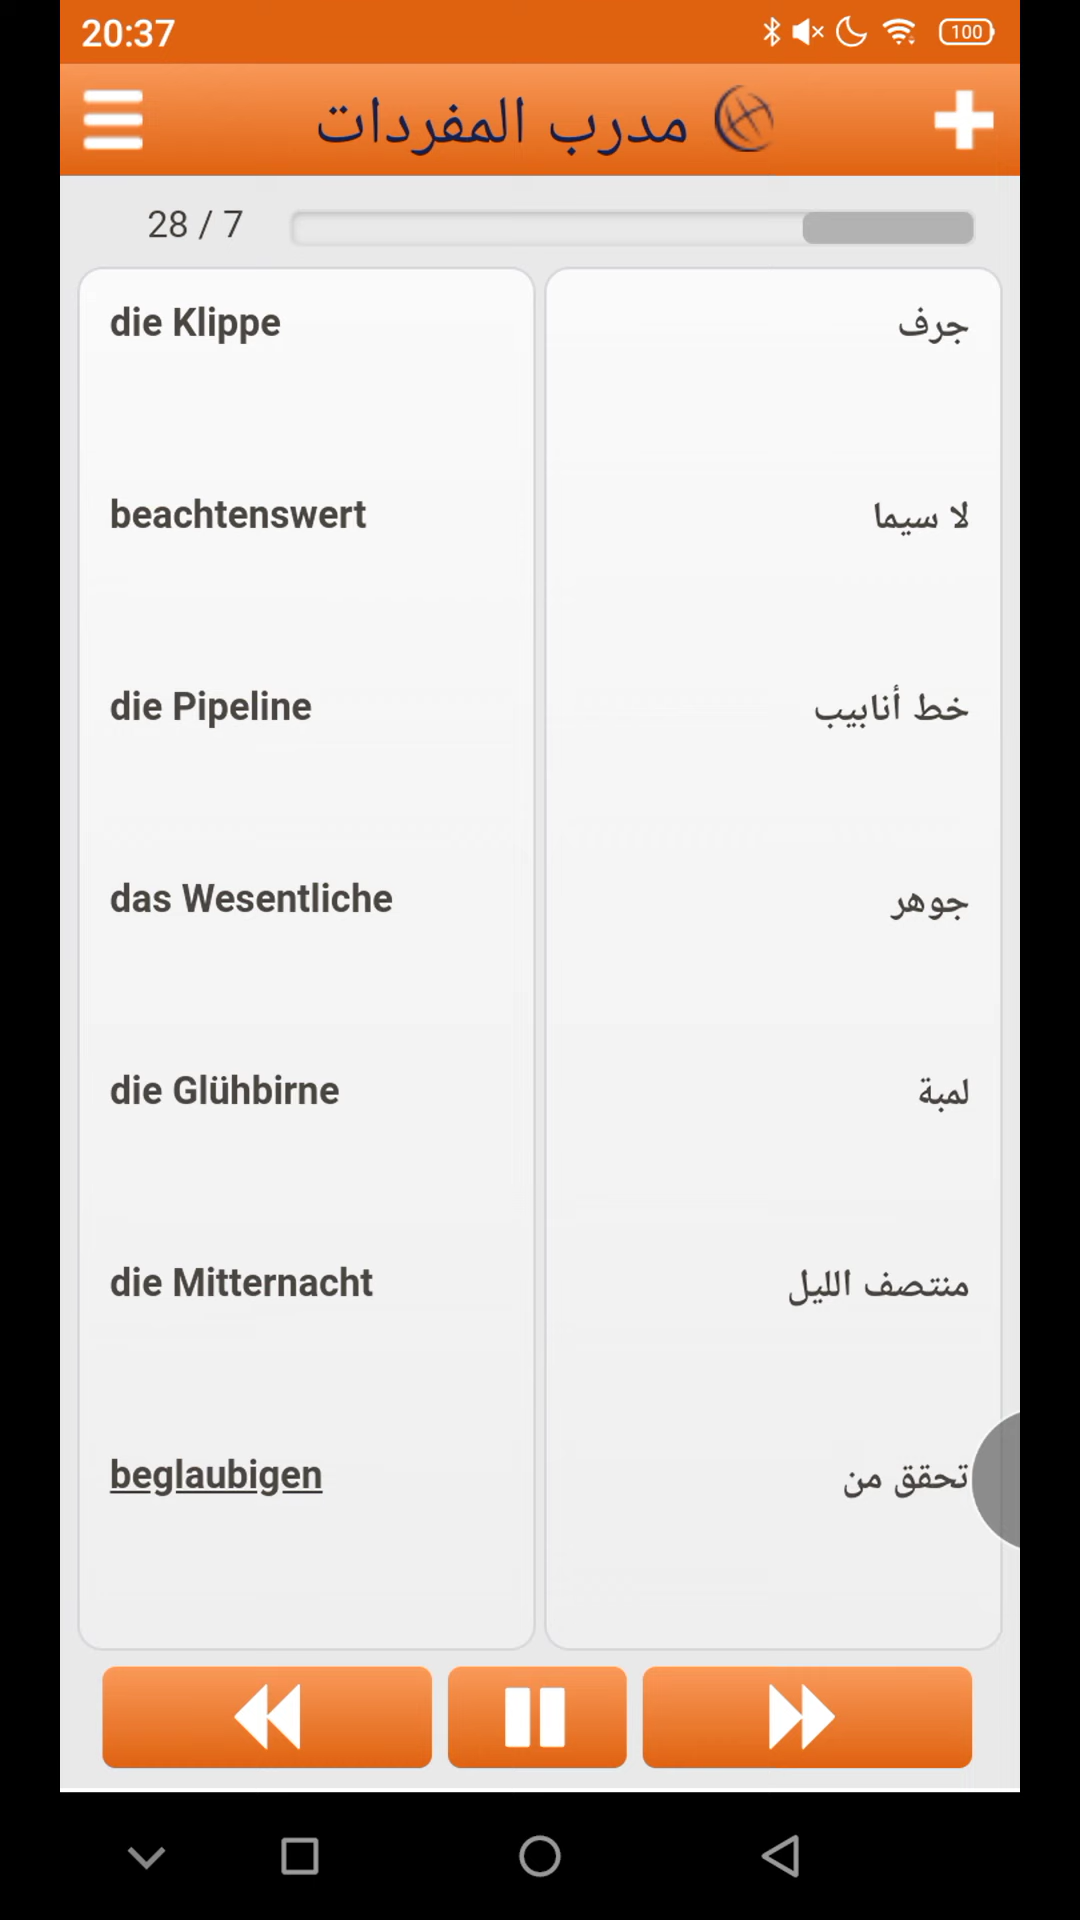 20:37
100
مدرب المفردات
28 / 7
die Klippe
جرف
beachtenswert
لا سيما
die Pipeline
خط أنابيب
das Wesentliche
جوهر
die Glühbirne
لمبة
die Mitternacht
منتصف الليل
beglaubigen
تحقق من